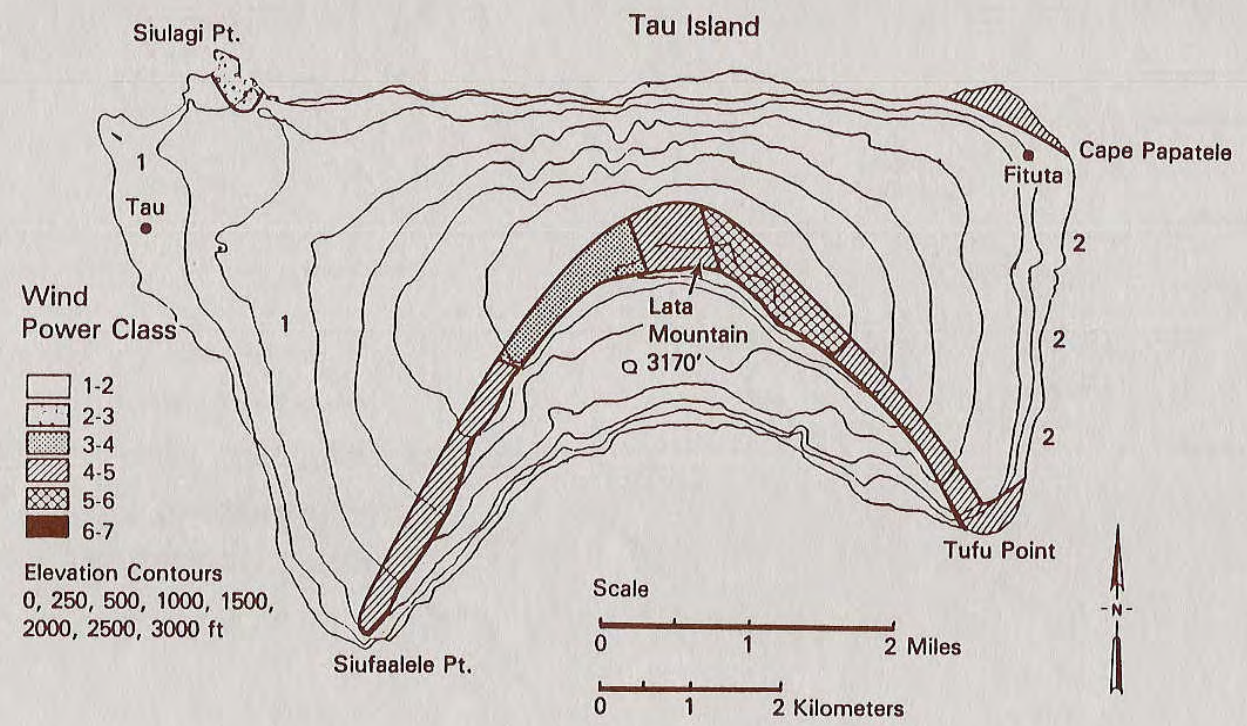 Tau Island
Siulagi Pt.
Cape Papatele
Fituta
1
Tau
2
Wind
Power Class
1
Lata
Mountain
3170'
2
1-2
2-3
3-4
4-5
5-6
6-7
2
Elevation Contours
0, 250, 500, 1000, 1500,
2000, 2500, 3000 ft
Tufu Point
Siufaalele Pt.
Scale
0 1 2 Miles
0 1 2 Kilometers
-N-